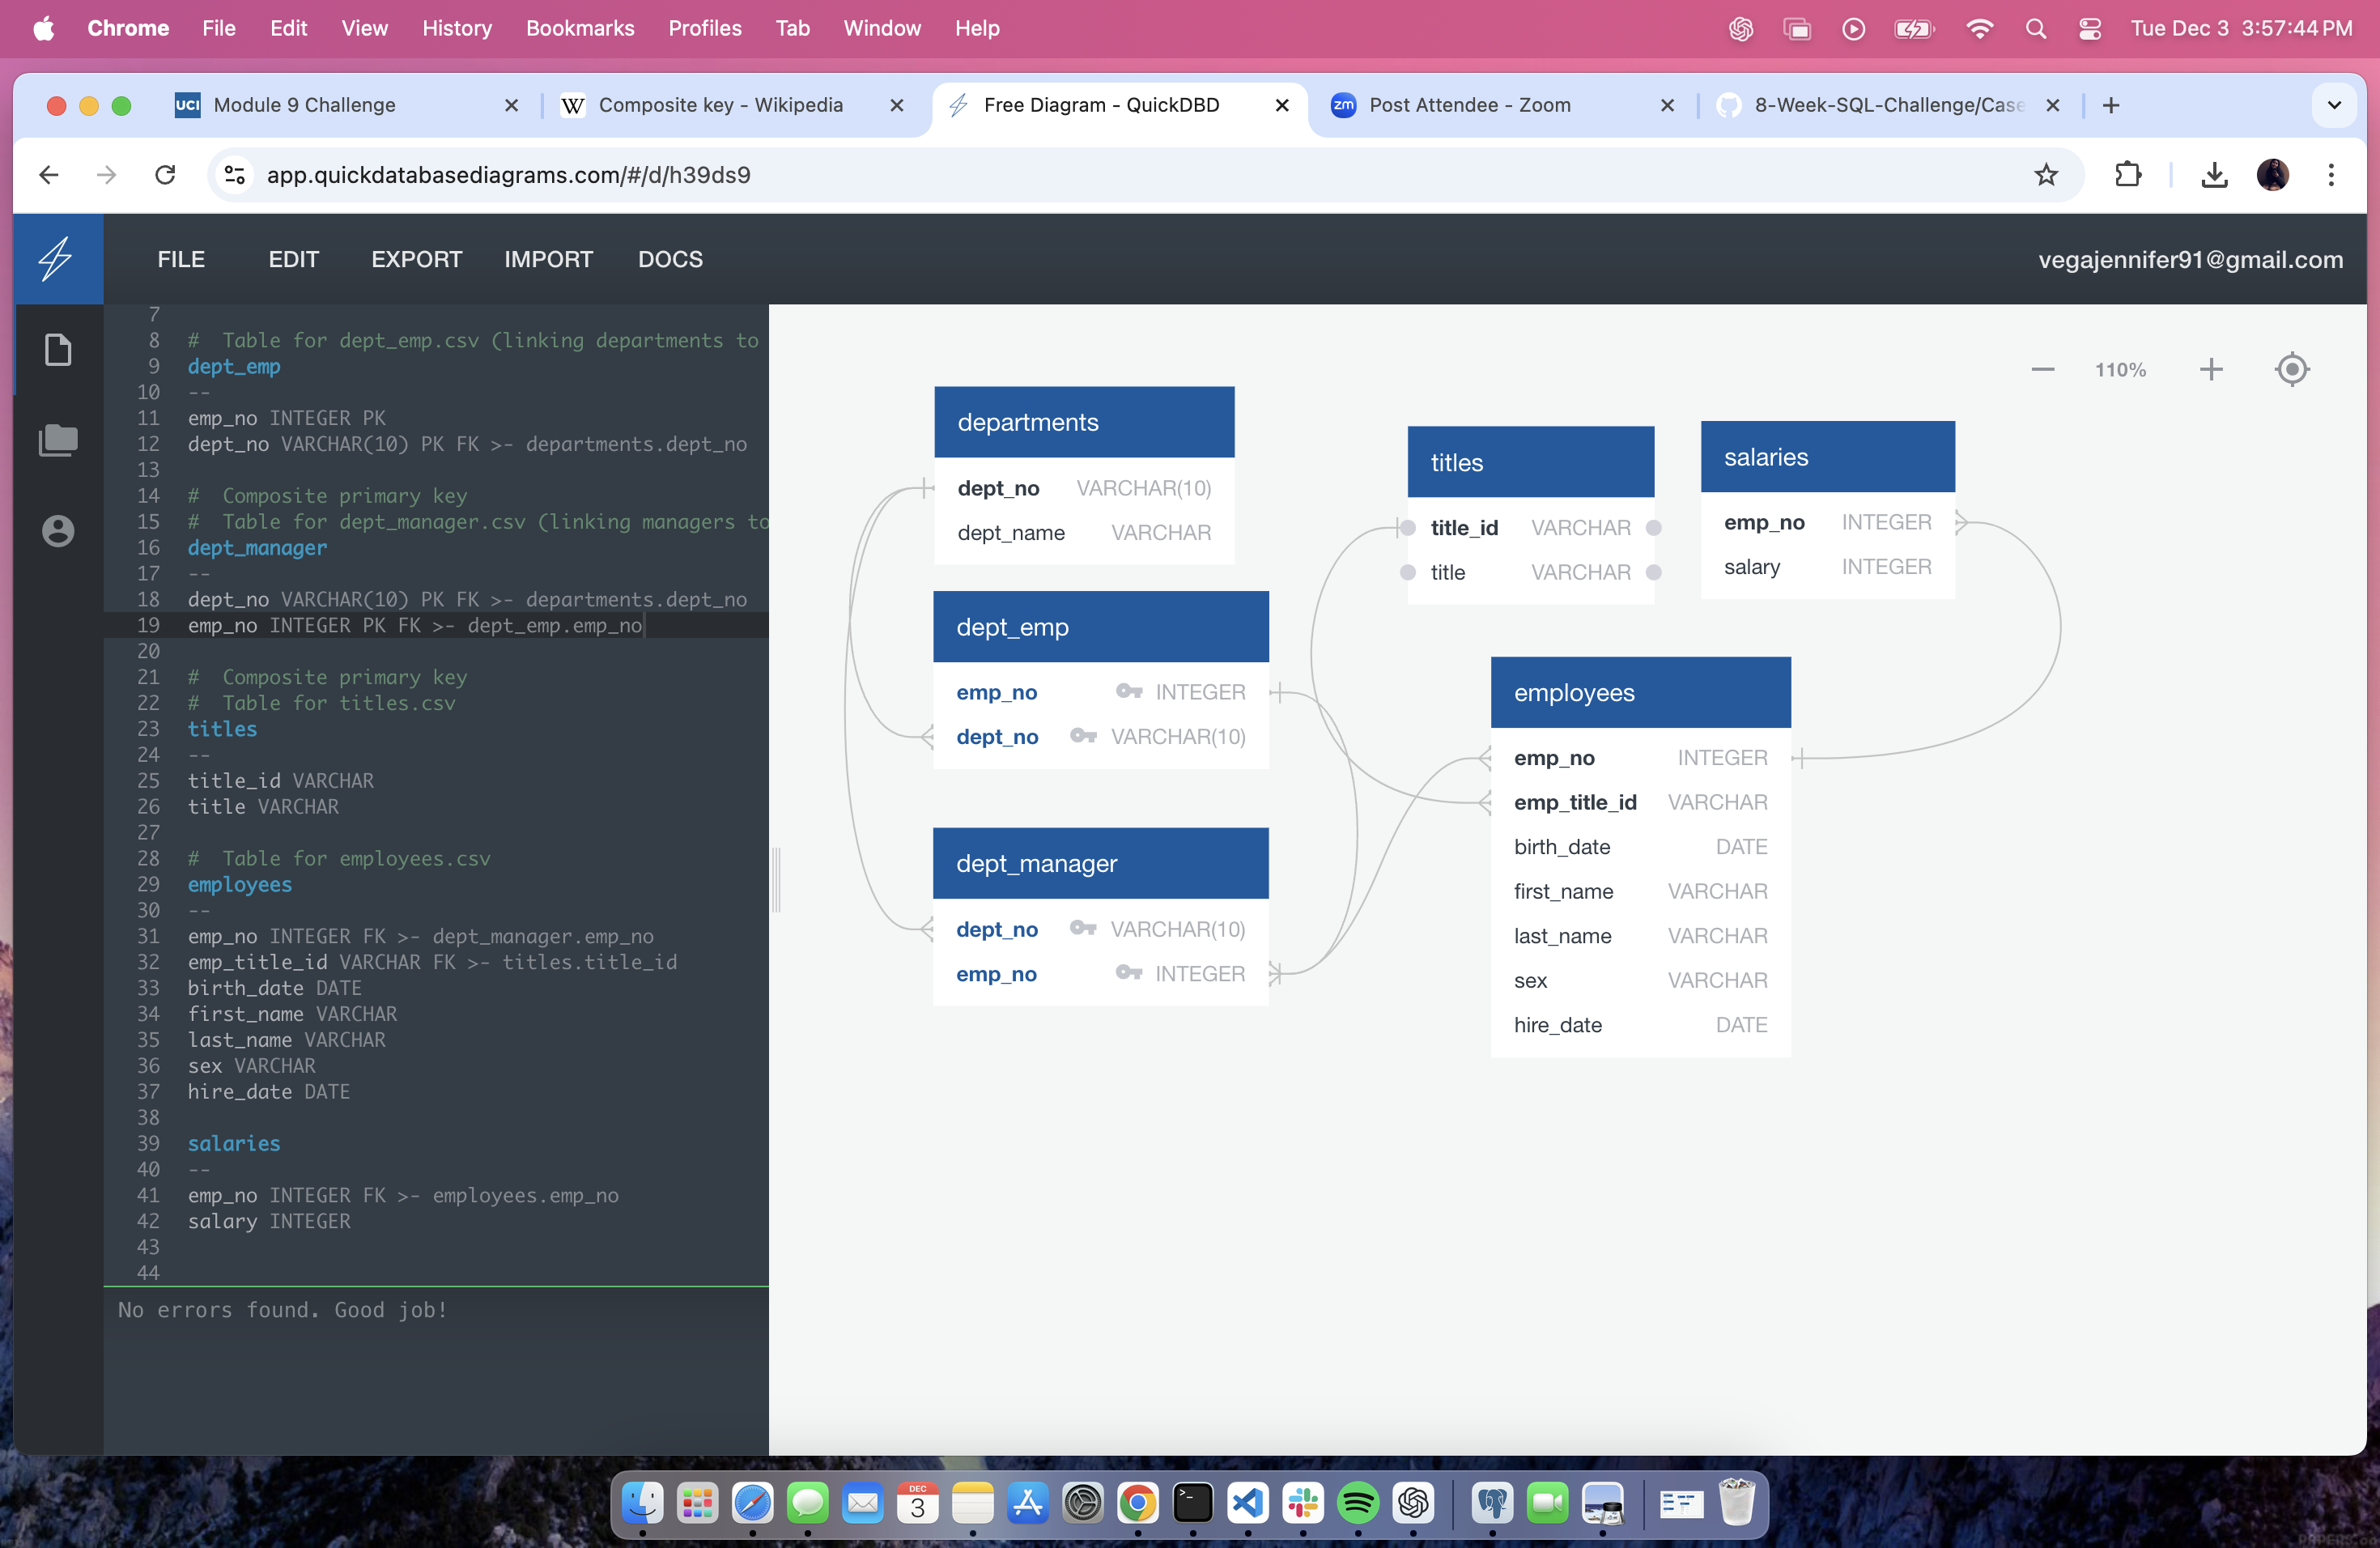 Chrome File Edit View History Bookmarks Profiles Tab Window Help Tue Dec 3 3:57:44 PM
UCI Module 9 Challenge W Composite key - Wikipedia Free Diagram - QuickDBD zm Post Attendee - Zoom 8-Week-SQL-Challenge/Case
app.quickdatabasediagrams.com/#/d/h39ds9
FILE EDIT EXPORT IMPORT DOCS vegajennifer91@gmail.com
7
8 # Table for dept_emp.csv (linking departments to
9 dept_emp
10 --
11 emp_no INTEGER PK
12 dept_no VARCHAR(10) PK FK >- departments.dept_no
13
14 # Composite primary key
15 # Table for dept_manager.csv (linking managers to
16 dept_manager
17 --
18 dept_no VARCHAR(10) PK FK >- departments.dept_no
19 emp_no INTEGER PK FK >- dept_emp.emp_no
20
21 # Composite primary key
22 # Table for titles.csv
23 titles
24 --
25 title_id VARCHAR
26 title VARCHAR
27
28 # Table for employees.csv
29 employees
30 --
31 emp_no INTEGER FK >- dept_manager.emp_no
32 emp_title_id VARCHAR FK >- titles.title_id
33 birth_date DATE
34 first_name VARCHAR
35 last_name VARCHAR
36 sex VARCHAR
37 hire_date DATE
38
39 salaries
40 --
41 emp_no INTEGER FK >- employees.emp_no
42 salary INTEGER
43
44
No errors found. Good job!
110%
departments
dept_no VARCHAR(10)
dept_name VARCHAR
dept_emp
emp_no INTEGER
dept_no VARCHAR(10)
dept_manager
dept_no VARCHAR(10)
emp_no INTEGER
titles
title_id VARCHAR
title VARCHAR
salaries
emp_no INTEGER
salary INTEGER
employees
emp_no INTEGER
emp_title_id VARCHAR
birth_date DATE
first_name VARCHAR
last_name VARCHAR
sex VARCHAR
hire_date DATE
DEC
3